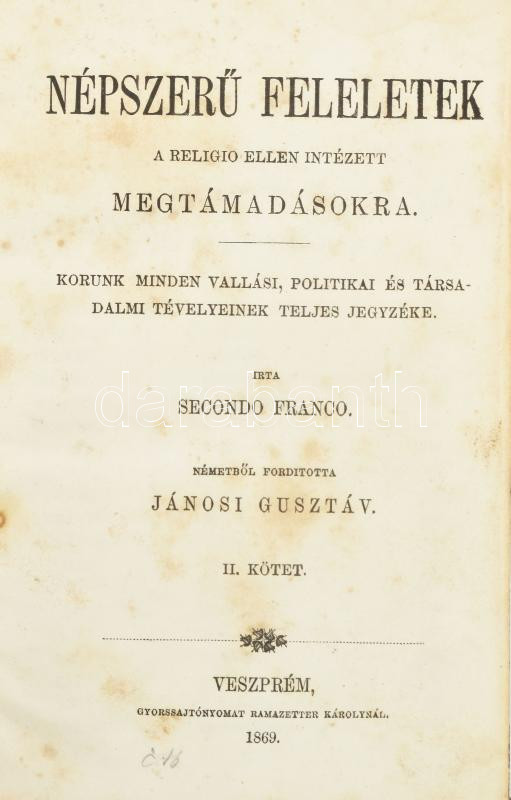 NÉPSZERŰ FELELETEK
A RELIGIO ELLEN INTÉZETT
MEGTÁMADÁSOKRA.
KORUNK MINDEN VALLÁSI, POLITIKAI ÉS TÁRSA-
DALMI TÉVELYEINEK TELJES JEGYZÉKE.
IRTA
darabanth
SECONDO FRANCO.
NÉMETBŐL FORDITOTTA
JÁNOSI GUSZTÁV.
II. KÖTET.
VESZPRÉM,
GYORSSAJTÓNYOMAT RAMAZETTER KÁROLYNÁL.
1869.